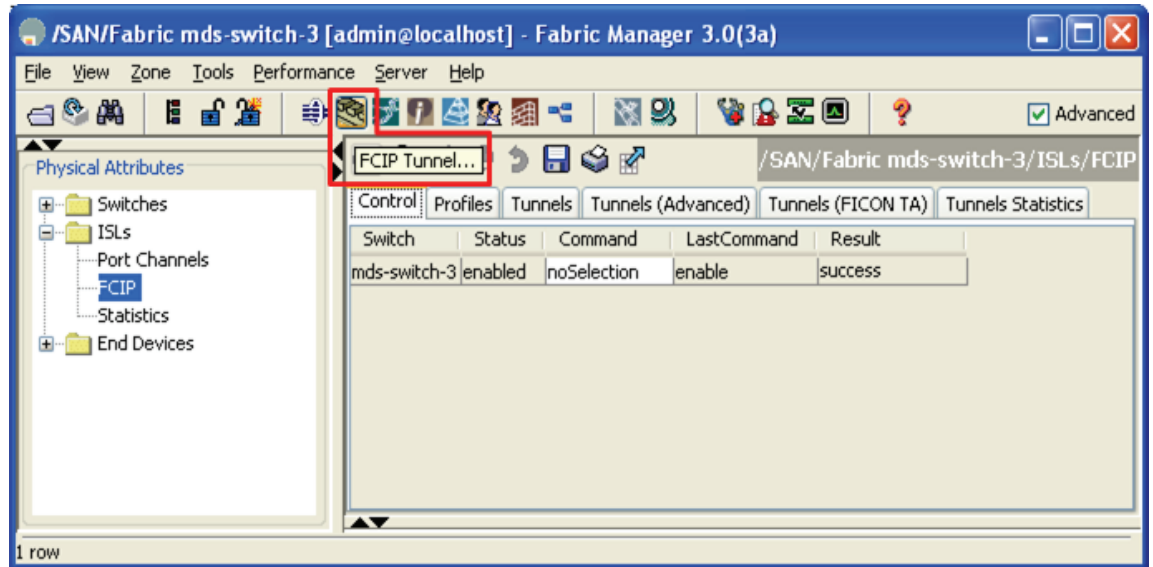 /SAN/Fabric mds-switch-3 [admin@localhost] - Fabric Manager 3.0(3a)
File View Zone Tools Performance Server Help
Advanced
FCIP Tunnel...
/SAN/Fabric mds-switch-3/ISLs/FCIP
Physical Attributes
Switches
ISLs
Port Channels
FCIP
Statistics
End Devices
Control Profiles Tunnels Tunnels (Advanced) Tunnels (FICON TA) Tunnels Statistics
Switch Status Command LastCommand Result
mds-switch-3 enabled noSelection enable success
1 row